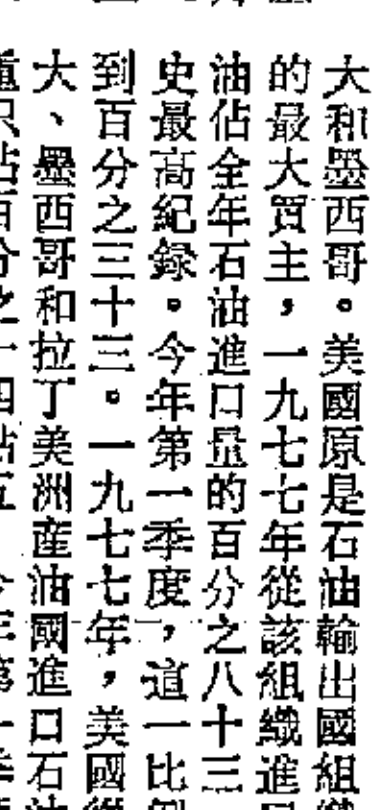 大和墨西哥。美國原是石油輸出國組
的最大買主，一九七七年從該組織進
油佔全年石油進口量的百分之八十三
史最高紀録。今年第一季度，這一比
到百分之三十三。一九七七年，美國
大、墨西哥和拉丁美洲産油國進口石